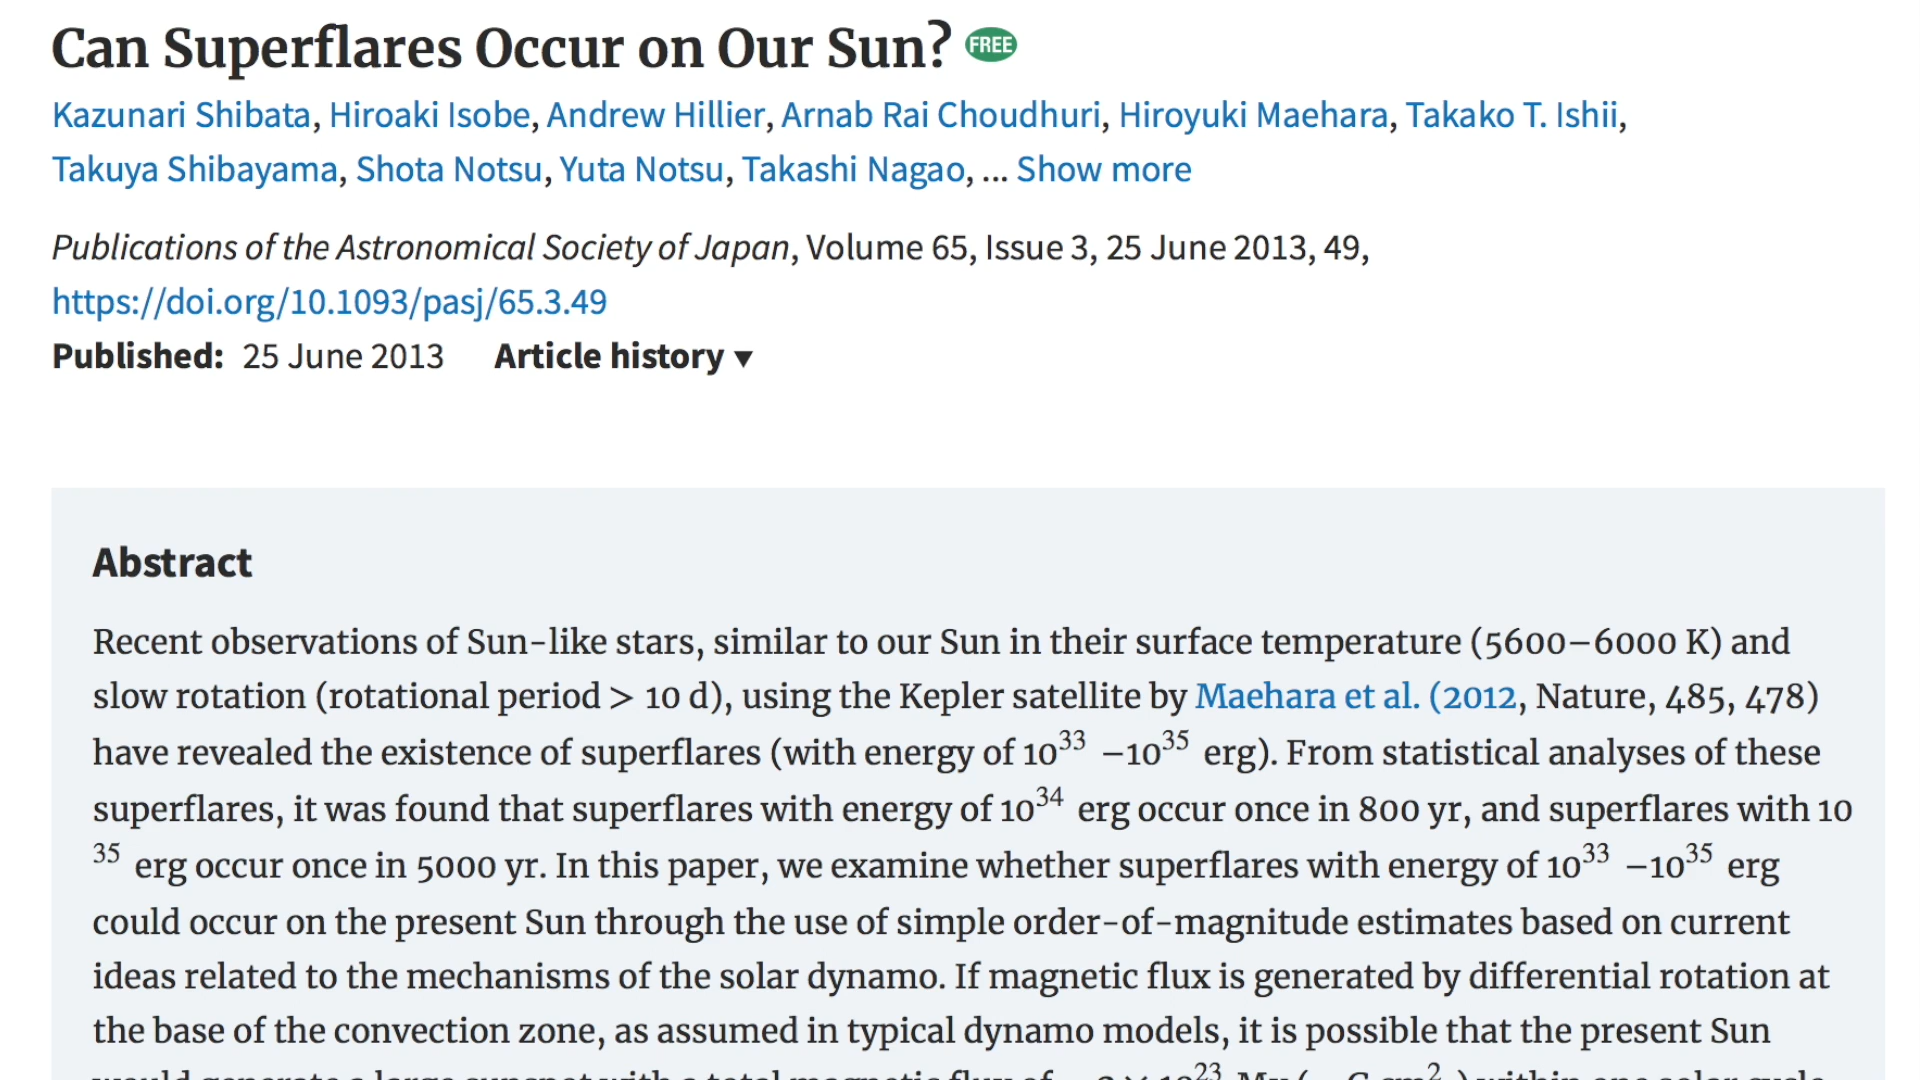 Can Superflares Occur on Our Sun? FREE
Kazunari Shibata, Hiroaki Isobe, Andrew Hillier, Arnab Rai Choudhuri, Hiroyuki Maehara, Takako T. Ishii,
Takuya Shibayama, Shota Notsu, Yuta Notsu, Takashi Nagao, ... Show more
Publications of the Astronomical Society of Japan, Volume 65, Issue 3, 25 June 2013, 49,
https://doi.org/10.1093/pasj/65.3.49
Published: 25 June 2013 Article history ▼
Abstract
Recent observations of Sun-like stars, similar to our Sun in their surface temperature (5600–6000 K) and
slow rotation (rotational period > 10 d), using the Kepler satellite by Maehara et al. (2012, Nature, 485, 478)
have revealed the existence of superflares (with energy of 10³³ –10³⁵ erg). From statistical analyses of these
superflares, it was found that superflares with energy of 10³⁴ erg occur once in 800 yr, and superflares with 10
³⁵ erg occur once in 5000 yr. In this paper, we examine whether superflares with energy of 10³³ –10³⁵ erg
could occur on the present Sun through the use of simple order-of-magnitude estimates based on current
ideas related to the mechanisms of the solar dynamo. If magnetic flux is generated by differential rotation at
the base of the convection zone, as assumed in typical dynamo models, it is possible that the present Sun
would generate a large sunspot with a total magnetic flux of